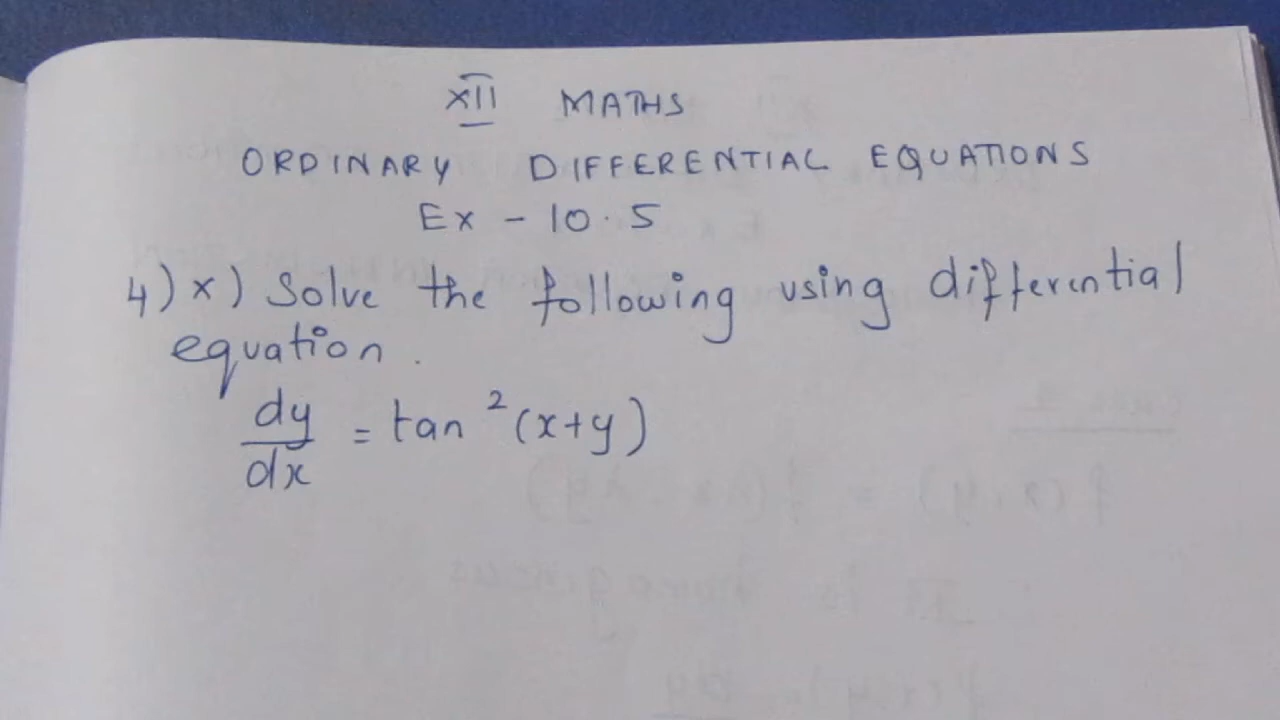 XII MATHS
ORDINARY DIFFERENTIAL EQUATIONS
Ex - 10.5
4) x) Solve the following using differential
equation.
dy/dx = tan²(x+y)